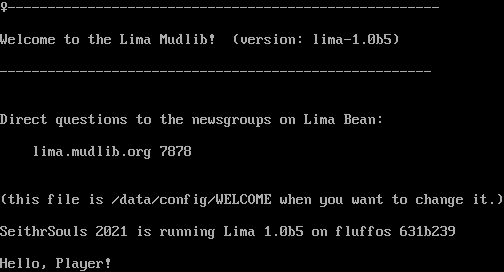 ♀----------------------------------------------------
Welcome to the Lima Mudlib!  (version: lima-1.0b5)
----------------------------------------------------
Direct questions to the newsgroups on Lima Bean:
    lima.mudlib.org 7878
(this file is /data/config/WELCOME when you want to change it.)
SeithrSouls 2021 is running Lima 1.0b5 on fluffos 631b239
Hello, Player!